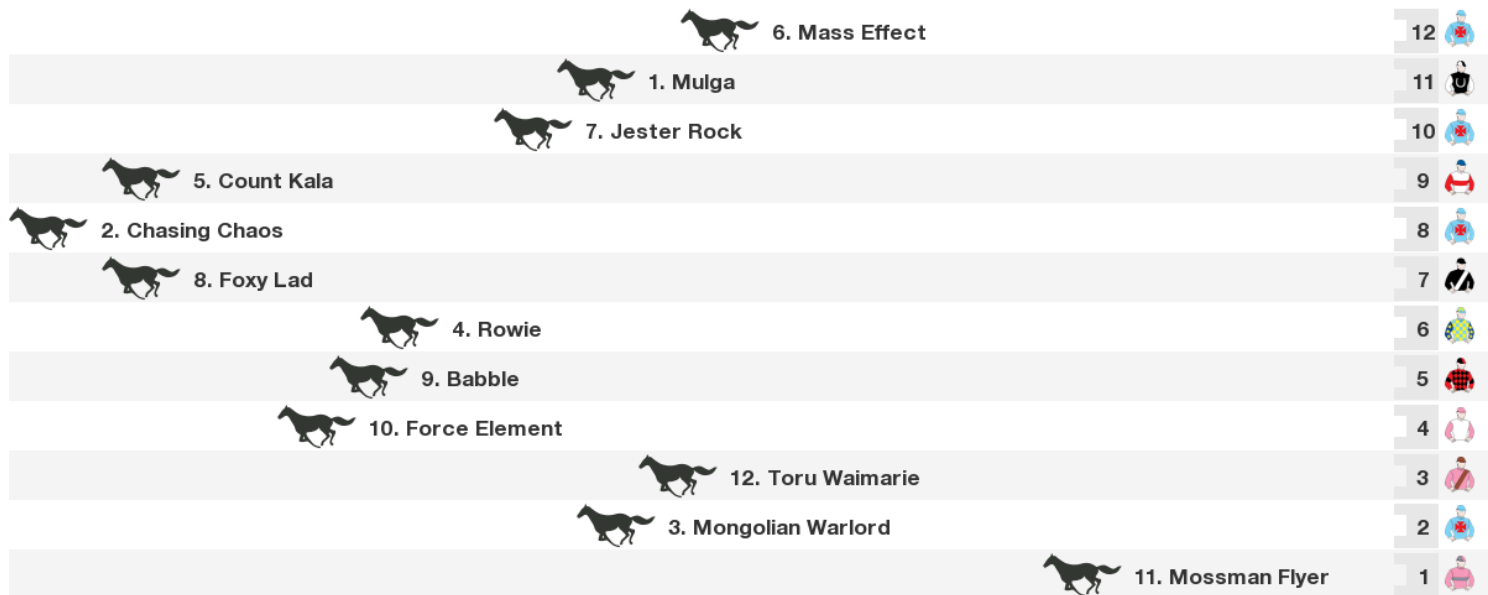 6. Mass Effect 12
1. Mulga 11
7. Jester Rock 10
5. Count Kala 9
2. Chasing Chaos 8
8. Foxy Lad 7
4. Rowie 6
9. Babble 5
10. Force Element 4
12. Toru Waimarie 3
3. Mongolian Warlord 2
11. Mossman Flyer 1